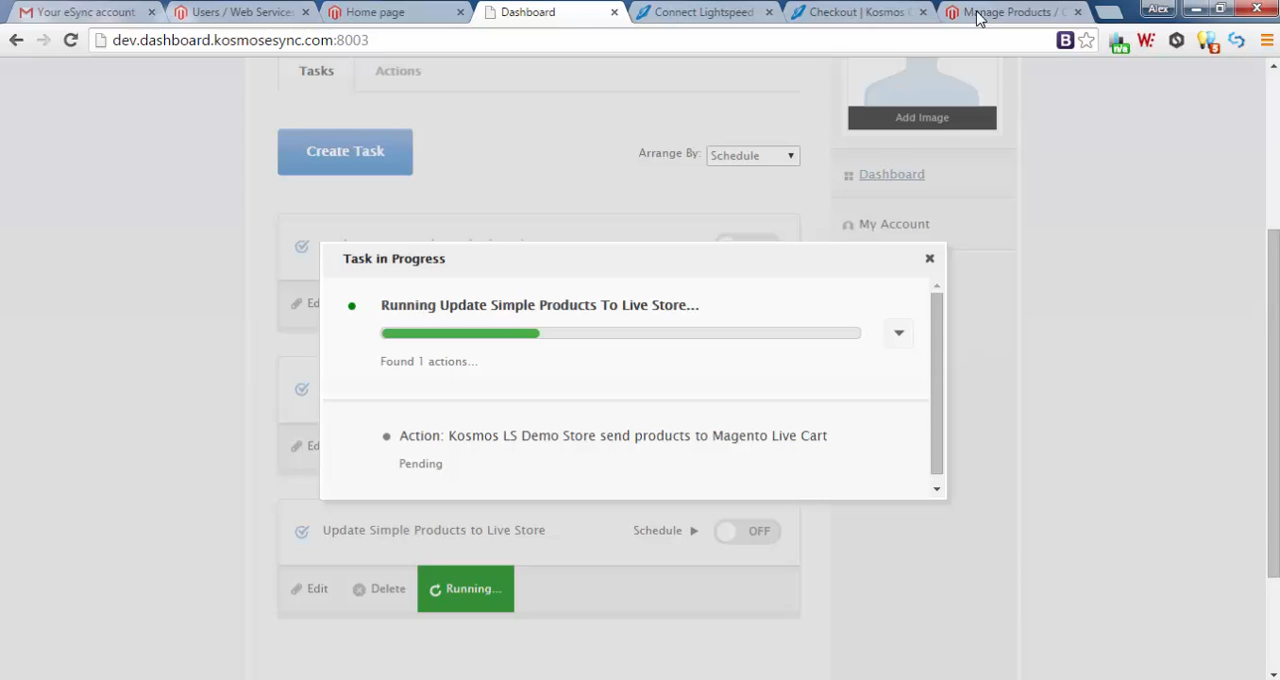 Your eSync account
Users / Web Service
Home page
Dashboard
Connect Lightspeed
Checkout | Kosmos
Manage Products /
Alex
dev.dashboard.kosmosesync.com:8003
Tasks
Actions
Add Image
Create Task
Arrange By:
Schedule
Dashboard
My Account
Task in Progress
Running Update Simple Products To Live Store...
Found 1 actions...
Action: Kosmos LS Demo Store send products to Magento Live Cart
Pending
Update Simple Products to Live Store
Schedule
OFF
Edit
Delete
Running...